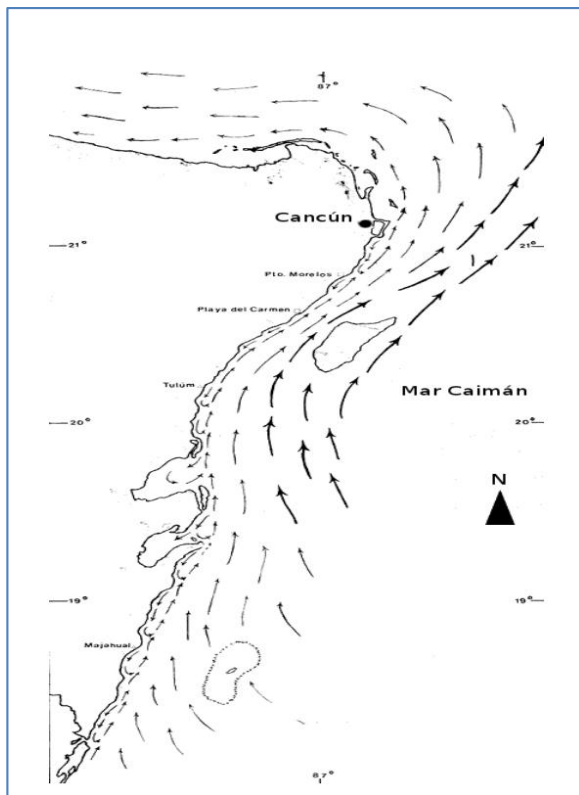 87°
Cancún
21°
21°
Pto. Morelos
Playa del Carmen
Tulúm
Mar Caimán
20°
20°
N
19°
19°
Majahual
87°